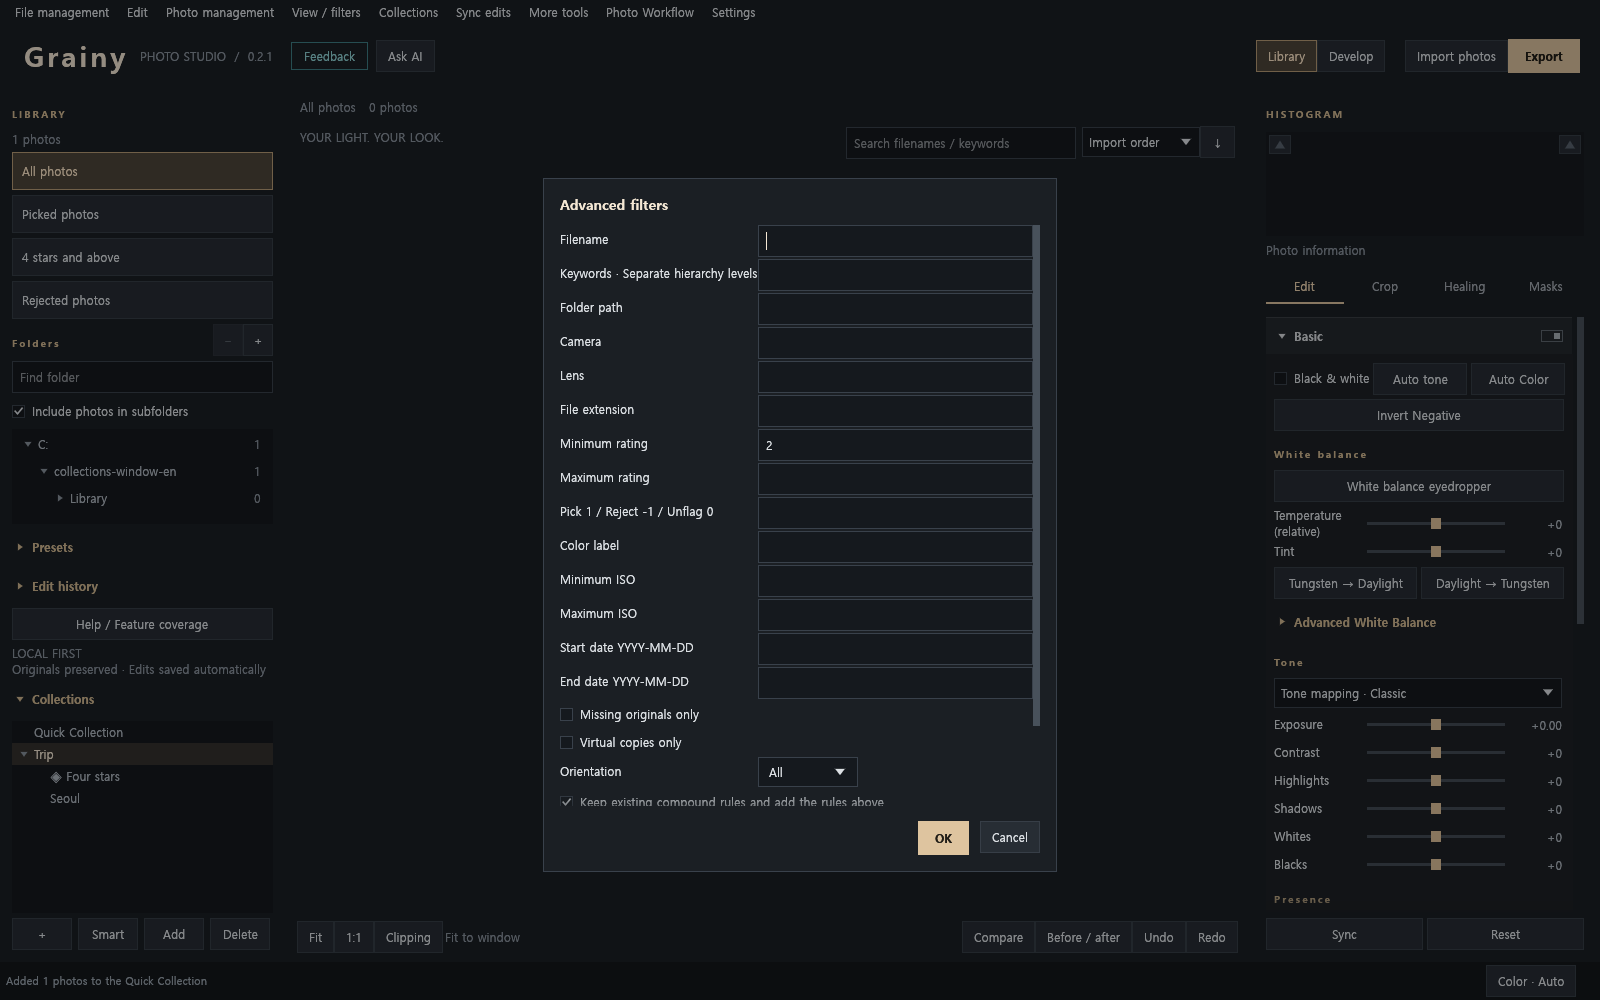 File management Edit Photo management View / filters Collections Sync edits More tools Photo Workflow Settings
Grainy PHOTO STUDIO / 0.2.1 Feedback Ask AI Library Develop Import photos Export
LIBRARY
1 photos
All photos
Picked photos
4 stars and above
Rejected photos
Folders − +
Find folder
Include photos in subfolders
C: 1
collections-window-en 1
Library 0
Presets
Edit history
Help / Feature coverage
LOCAL FIRST
Originals preserved · Edits saved automatically
Collections
Quick Collection
Trip
Four stars
Seoul
+ Smart Add Delete
All photos 0 photos
YOUR LIGHT. YOUR LOOK.
Search filenames / keywords Import order ↓
Advanced filters
Filename
Keywords · Separate hierarchy levels
Folder path
Camera
Lens
File extension
Minimum rating 2
Maximum rating
Pick 1 / Reject -1 / Unflag 0
Color label
Minimum ISO
Maximum ISO
Start date YYYY-MM-DD
End date YYYY-MM-DD
Missing originals only
Virtual copies only
Orientation All
Keep existing compound rules and add the rules above
OK Cancel
Fit 1:1 Clipping Fit to window Compare Before / after Undo Redo
HISTOGRAM
Photo information
Edit Crop Healing Masks
Basic
Black & white Auto tone Auto Color
Invert Negative
White balance
White balance eyedropper
Temperature
(relative) +0
Tint +0
Tungsten → Daylight Daylight → Tungsten
Advanced White Balance
Tone
Tone mapping · Classic
Exposure +0.00
Contrast +0
Highlights +0
Shadows +0
Whites +0
Blacks +0
Presence
Sync Reset
Added 1 photos to the Quick Collection Color · Auto